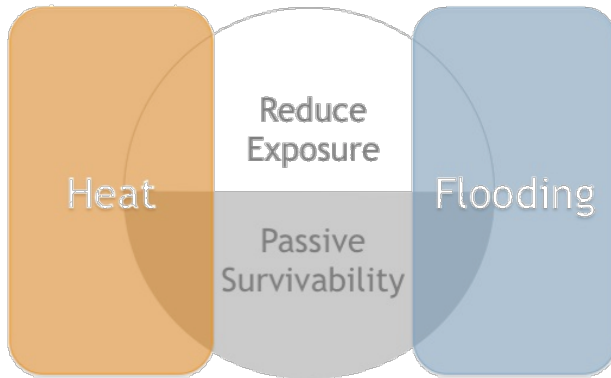 Reduce
Exposure
Heat
Flooding
Passive
Survivability